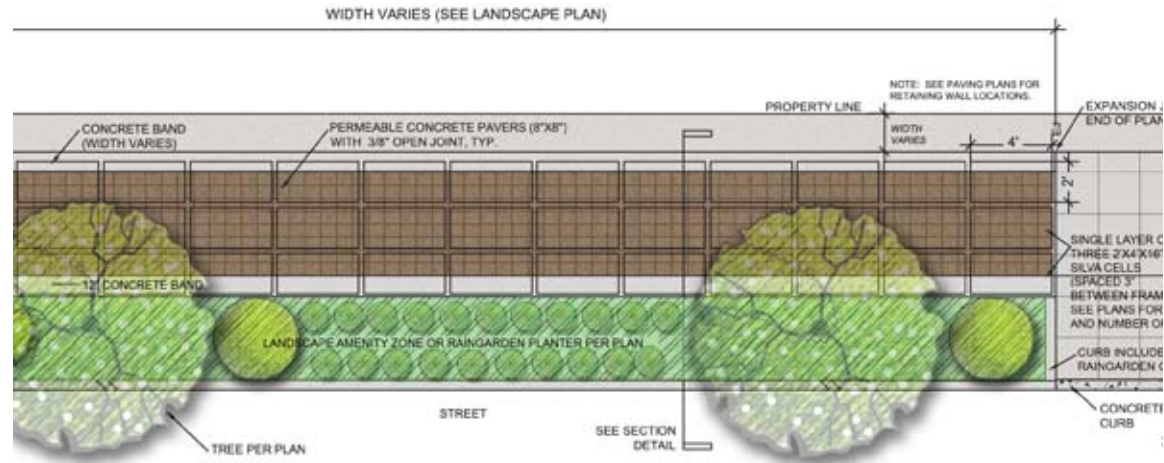 WIDTH VARIES (SEE LANDSCAPE PLAN)
NOTE: SEE PAVING PLANS FOR
RETAINING WALL LOCATIONS.
PROPERTY LINE
EXPANSION
END OF PLAN
CONCRETE BAND
(WIDTH VARIES)
PERMEABLE CONCRETE PAVERS (8"X8")
WITH 3/8" OPEN JOINT, TYP.
WIDTH
VARIES
4'
2'
SINGLE LAYER
THREE 2'X4'X16"
SILVA CELLS
(SPACED 3"
BETWEEN FRAM
SEE PLANS FOR
AND NUMBER
12" CONCRETE BAND
LANDSCAPE AMENITY ZONE OR RAINGARDEN PLANTER PER PLAN
CURB INCLUDE
RAINGARDEN
STREET
CONCRETE
CURB
SEE SECTION
DETAIL
TREE PER PLAN